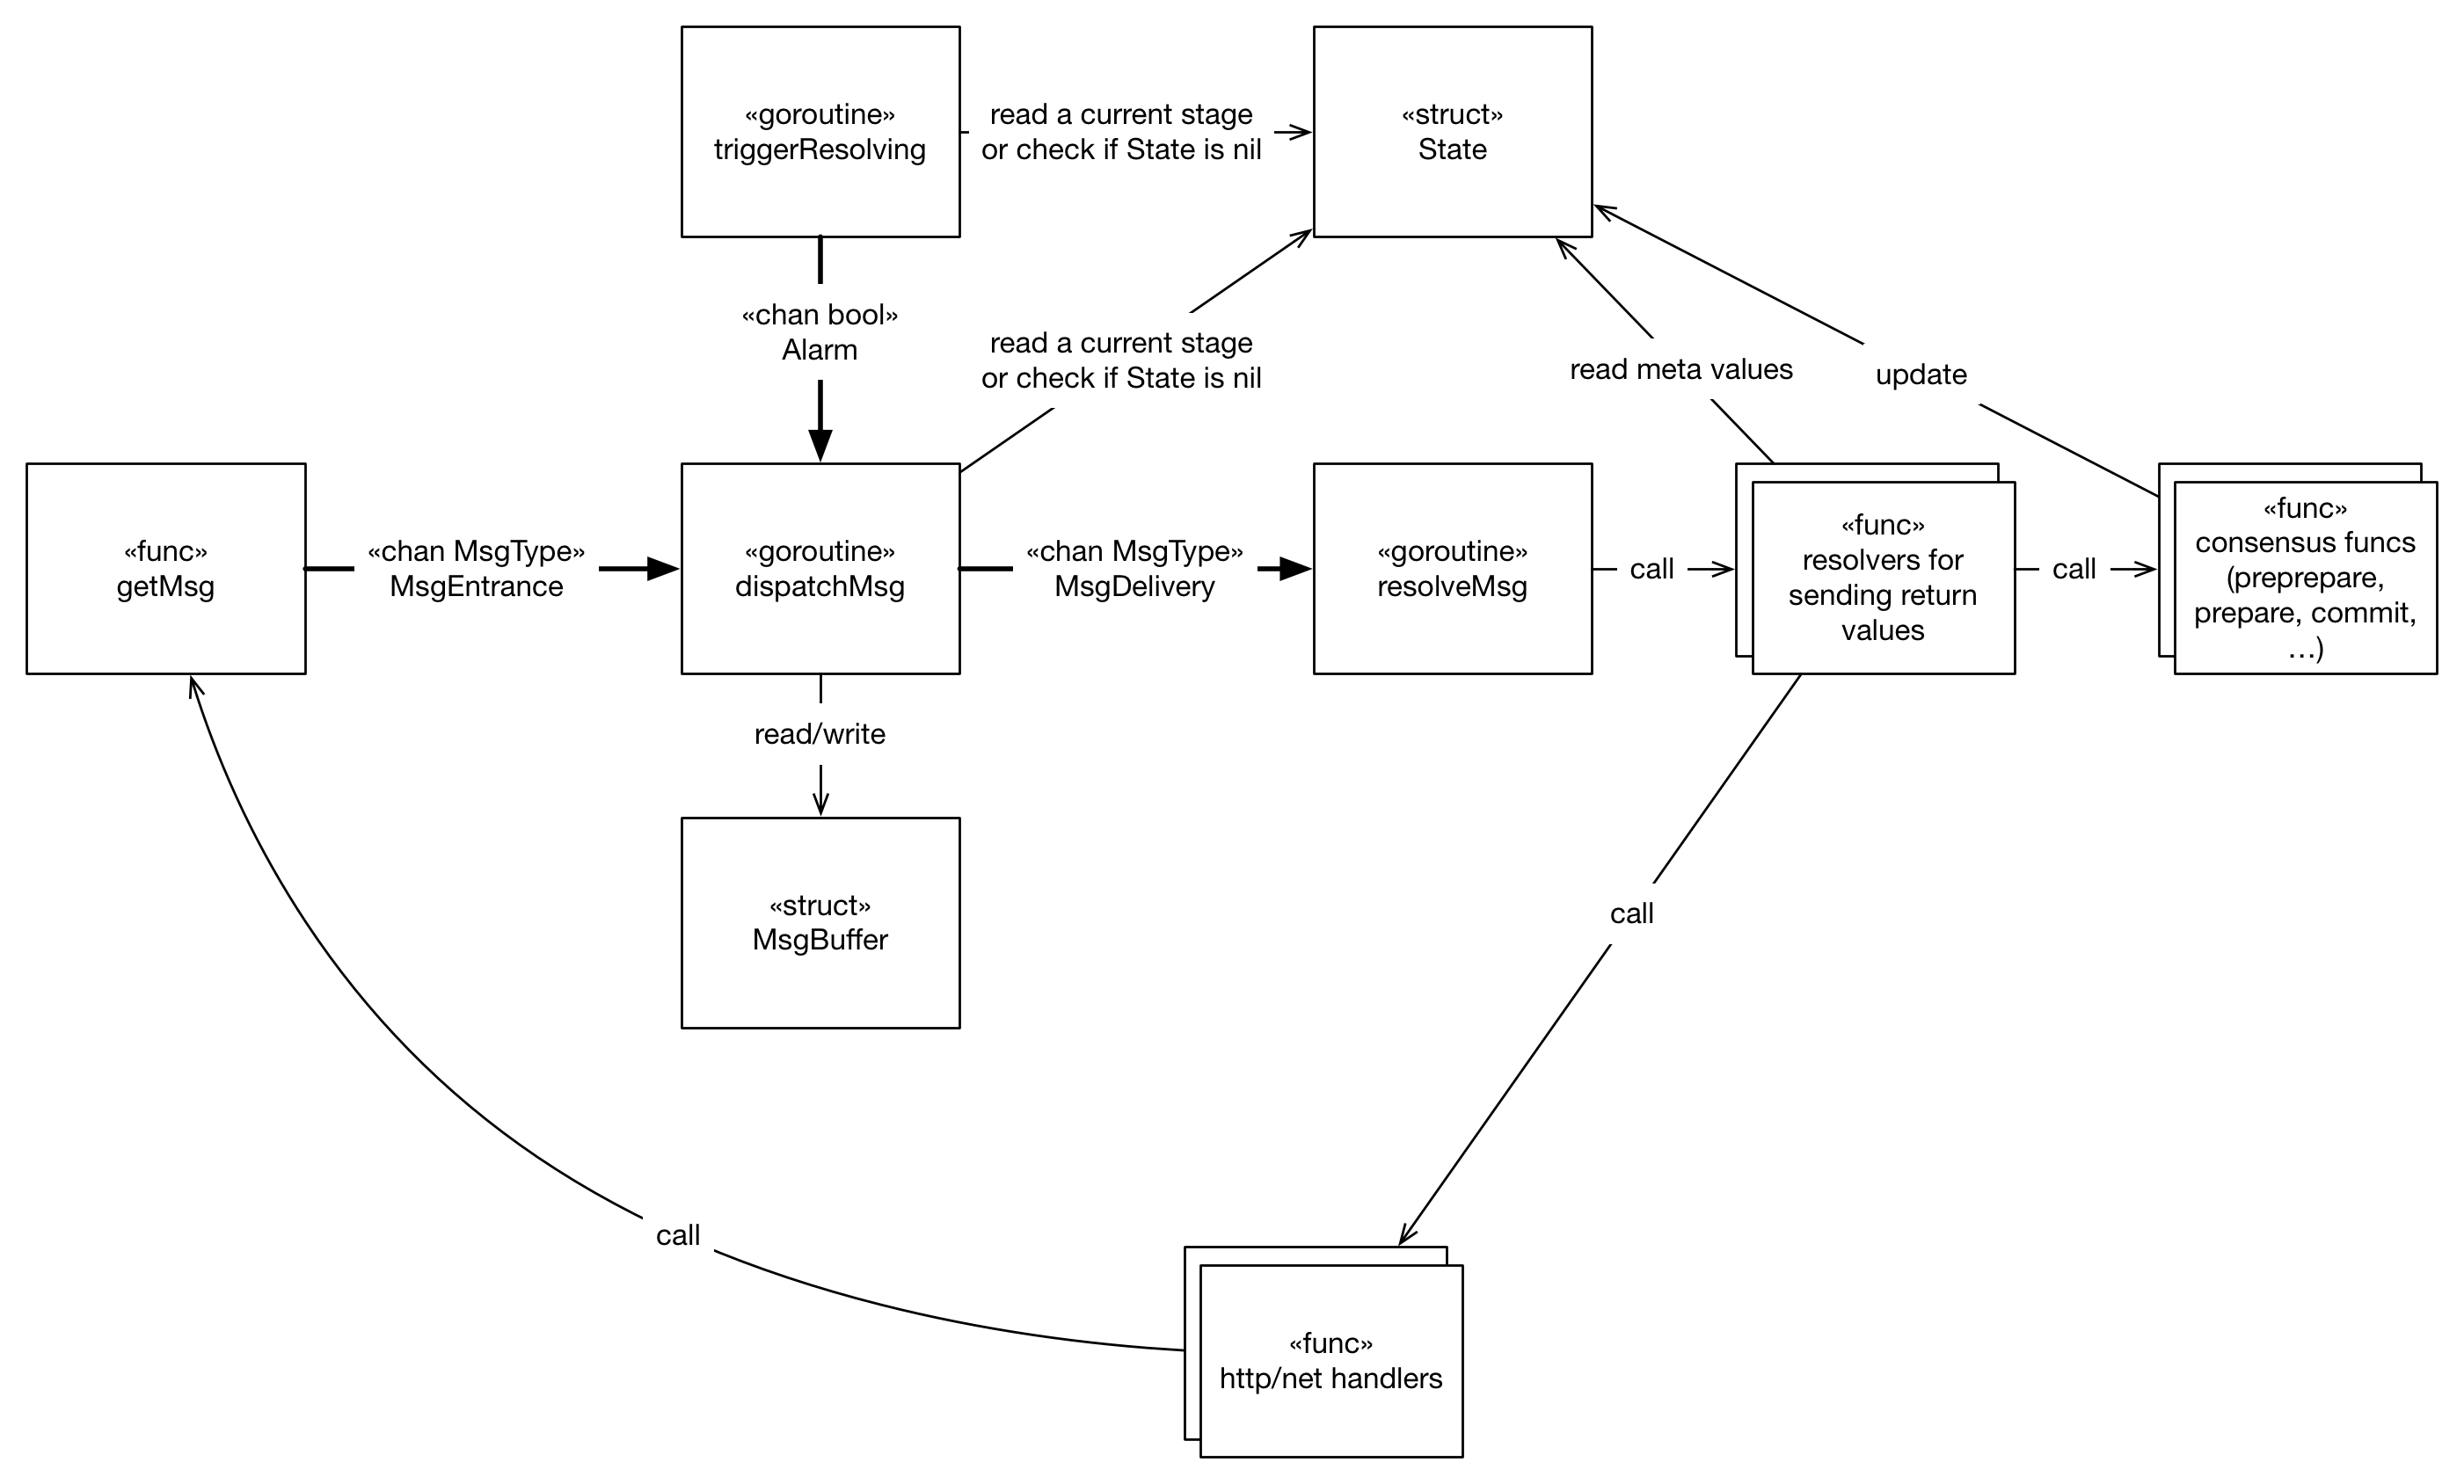 «goroutine»
triggerResolving
read a current stage
or check if State is nil
«struct»
State
«chan bool»
Alarm
read a current stage
or check if State is nil
read meta values
update
«func»
getMsg
«chan MsgType»
MsgEntrance
«goroutine»
dispatchMsg
«chan MsgType»
MsgDelivery
«goroutine»
resolveMsg
call
«func»
resolvers for
sending return
values
call
«func»
consensus funcs
(preprepare,
prepare, commit,
…)
read/write
«struct»
MsgBuffer
call
call
«func»
http/net handlers